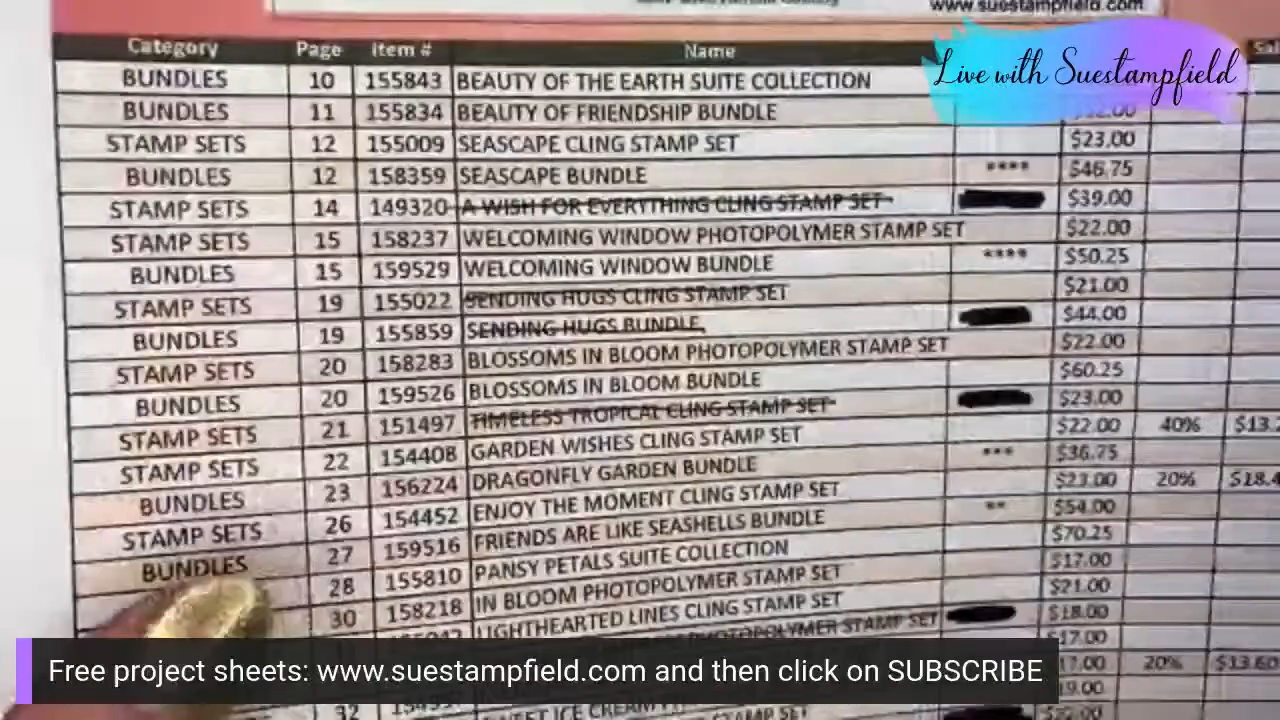 www.suestampfield.com
Category Page Item # Name
Live with Suestampfield
BUNDLES 10 155843 BEAUTY OF THE EARTH SUITE COLLECTION
BUNDLES 11 155834 BEAUTY OF FRIENDSHIP BUNDLE
STAMP SETS 12 155009 SEASCAPE CLING STAMP SET $23.00
BUNDLES 12 158359 SEASCAPE BUNDLE **** $46.75
STAMP SETS 14 149320 A WISH FOR EVERYTHING CLING STAMP SET $39.00
STAMP SETS 15 158237 WELCOMING WINDOW PHOTOPOLYMER STAMP SET $22.00
BUNDLES 15 159529 WELCOMING WINDOW BUNDLE **** $50.25
STAMP SETS 19 155022 SENDING HUGS CLING STAMP SET $21.00
BUNDLES 19 155859 SENDING HUGS BUNDLE $44.00
STAMP SETS 20 158283 BLOSSOMS IN BLOOM PHOTOPOLYMER STAMP SET $22.00
BUNDLES 20 159526 BLOSSOMS IN BLOOM BUNDLE $60.25
STAMP SETS 21 151497 TIMELESS TROPICAL CLING STAMP SET $23.00
STAMP SETS 22 154408 GARDEN WISHES CLING STAMP SET $22.00 40%
BUNDLES 23 156224 DRAGONFLY GARDEN BUNDLE *** $36.75
STAMP SETS 26 154452 ENJOY THE MOMENT CLING STAMP SET $23.00 20%
BUNDLES 27 159516 FRIENDS ARE LIKE SEASHELLS BUNDLE ** $54.00
28 155810 PANSY PETALS SUITE COLLECTION $70.25
30 158218 IN BLOOM PHOTOPOLYMER STAMP SET $17.00
LIGHTHEARTED LINES CLING STAMP SET $21.00
PHOTOPOLYMER STAMP SET $18.00
$17.00
20% $13.60
32 ICE CREAM
STAMP SET
Free project sheets: www.suestampfield.com and then click on SUBSCRIBE